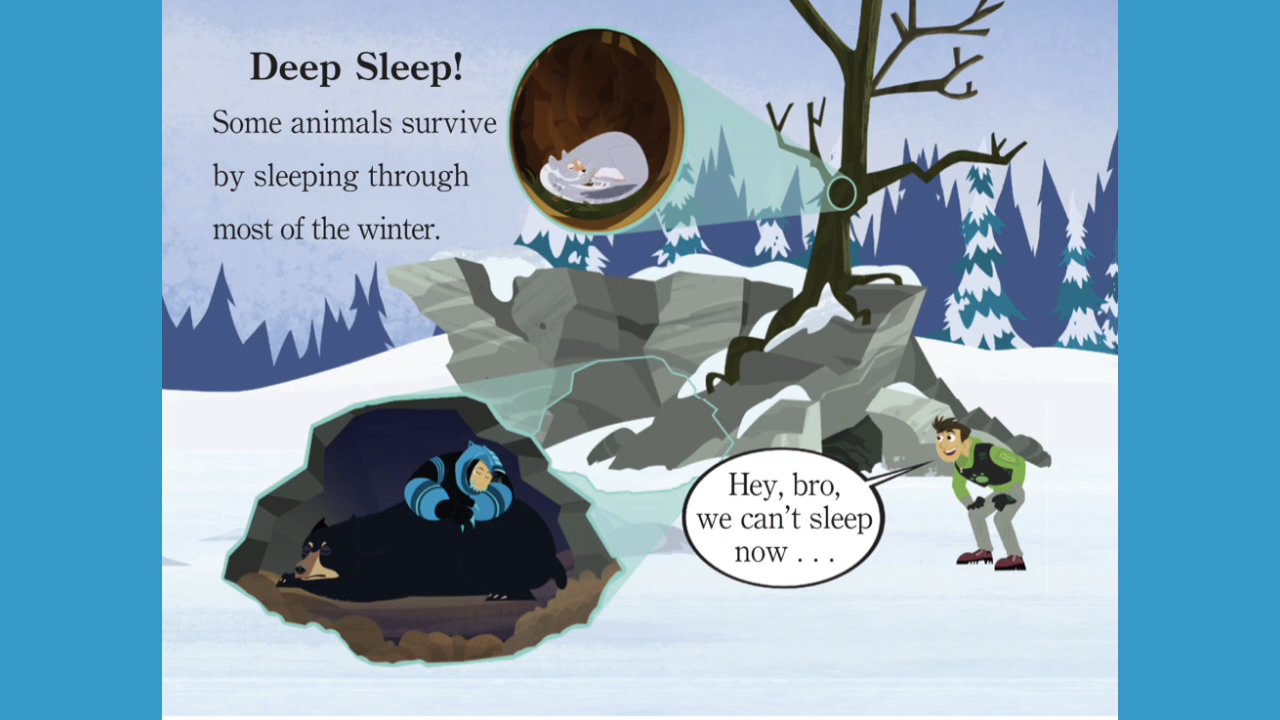 Deep Sleep!
Some animals survive
by sleeping through
most of the winter.
Hey, bro,
we can't sleep
now . . .